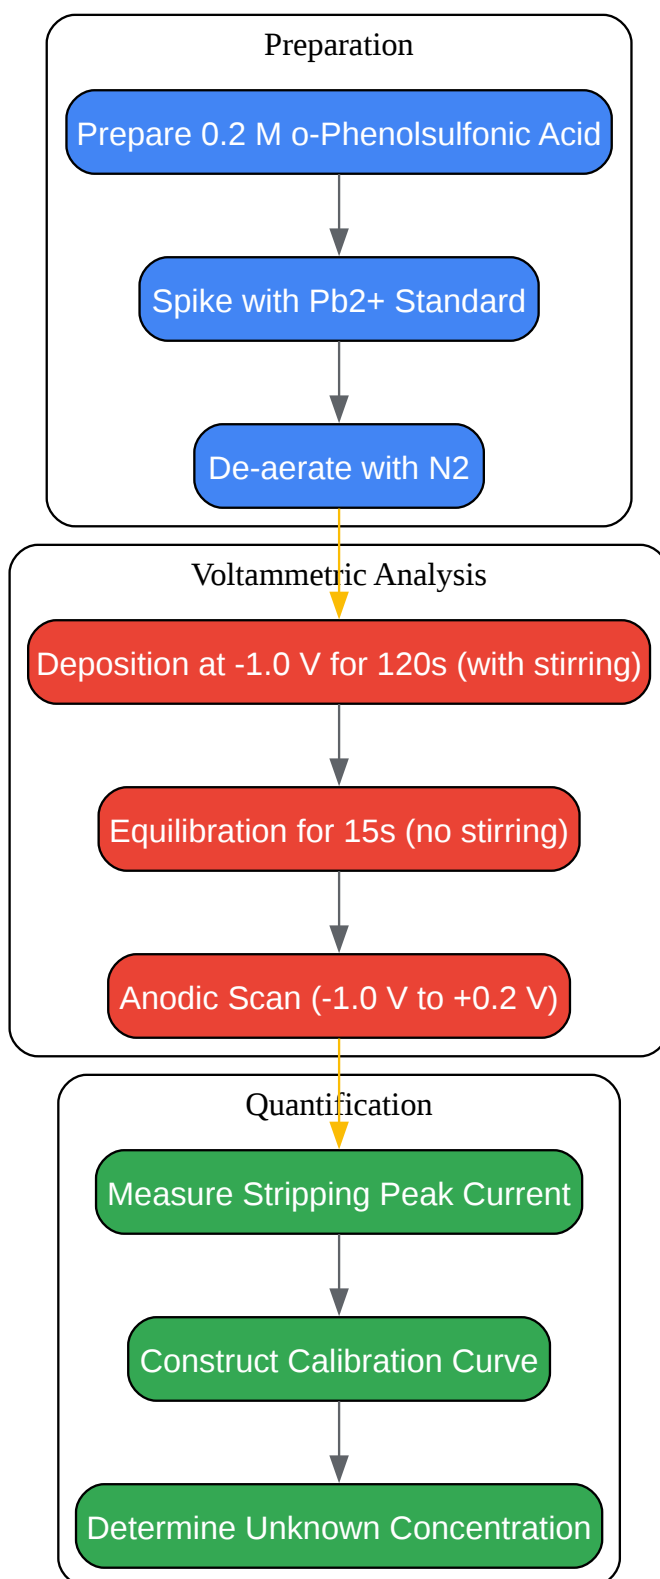 Preparation
Prepare 0.2 M o-Phenolsulfonic Acid
Spike with Pb2+ Standard
De-aerate with N2
Voltammetric Analysis
Deposition at -1.0 V for 120s (with stirring)
Equilibration for 15s (no stirring)
Anodic Scan (-1.0 V to +0.2 V)
Quantification
Measure Stripping Peak Current
Construct Calibration Curve
Determine Unknown Concentration